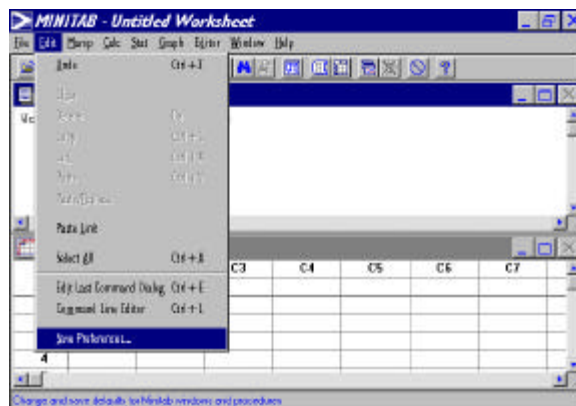 MINITAB - Untitled Worksheet
File Edit Manip Calc Stat Graph Editor Window Help
Undo Ctrl+Z
Paste Link
Select All Ctrl+A
Edit Last Command Dialog Ctrl+E
Command Line Editor Ctrl+L
Save Preferences...
C3 C4 C5 C6 C7
4
Change and save defaults for Minitab windows and procedures